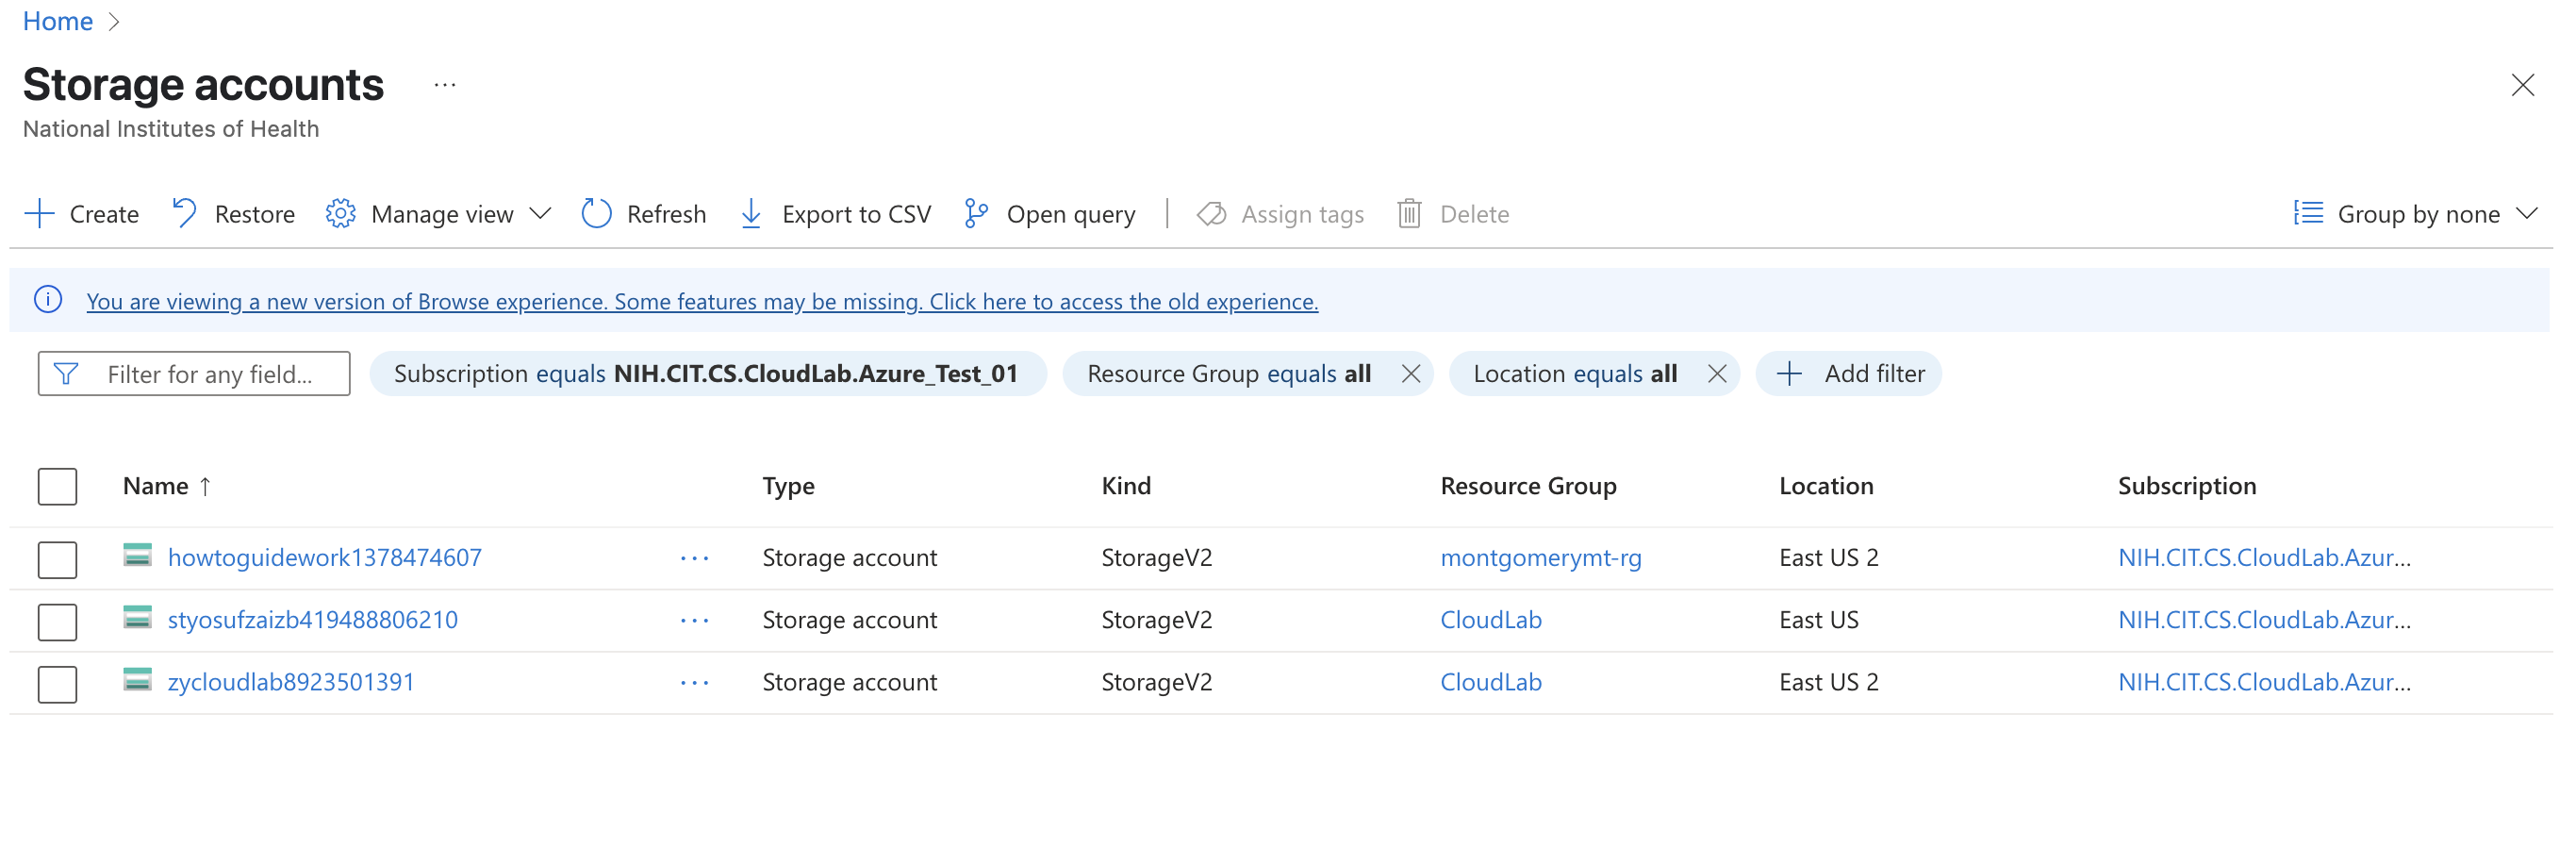 Home
Storage accounts ...
National Institutes of Health
Create Restore Manage view Refresh Export to CSV Open query Assign tags Delete Group by none
You are viewing a new version of Browse experience. Some features may be missing. Click here to access the old experience.
Filter for any field... Subscription equals NIH.CIT.CS.CloudLab.Azure_Test_01 Resource Group equals all Location equals all Add filter
Name ↑ Type Kind Resource Group Location Subscription
howtoguidework1378474607 ... Storage account StorageV2 montgomerymt-rg East US 2 NIH.CIT.CS.CloudLab.Azur...
styosufzaizb419488806210 ... Storage account StorageV2 CloudLab East US NIH.CIT.CS.CloudLab.Azur...
zycloudlab8923501391 ... Storage account StorageV2 CloudLab East US 2 NIH.CIT.CS.CloudLab.Azur...